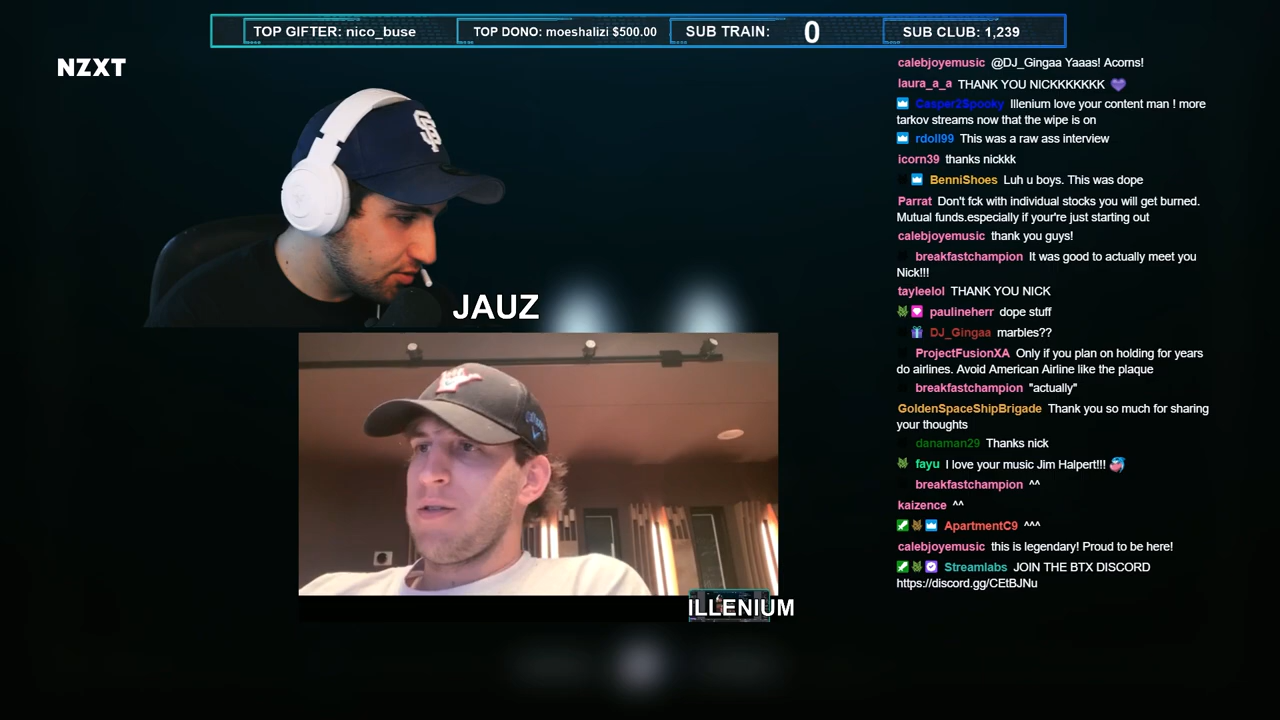 TOP GIFTER: nico_buse
TOP DONO: moeshalizi $500.00
SUB TRAIN: 0
SUB CLUB: 1,239
NZXT
SF
JAUZ
ILLENIUM
calebjoyemusic @DJ_Gingaa Yaaas! Acorns!
laura_a_a THANK YOU NICKKKKKKK
Casper2Spooky Illenium love your content man ! more
tarkov streams now that the wipe is on
rdoll99 This was a raw ass interview
icorn39 thanks nickkk
BenniShoes Luh u boys. This was dope
Parrat Don't fck with individual stocks you will get burned.
Mutual funds.especially if your're just starting out
calebjoyemusic thank you guys!
breakfastchampion It was good to actually meet you
Nick!!!
tayleelol THANK YOU NICK
paulineherr dope stuff
DJ_Gingaa marbles??
ProjectFusionXA Only if you plan on holding for years
do airlines. Avoid American Airline like the plaque
breakfastchampion "actually"
GoldenSpaceShipBrigade Thank you so much for sharing
your thoughts
danaman29 Thanks nick
fayu I love your music Jim Halpert!!!
breakfastchampion ^^
kaizence ^^
ApartmentC9 ^^^
calebjoyemusic this is legendary! Proud to be here!
Streamlabs JOIN THE BTX DISCORD
https://discord.gg/CEtBJNu